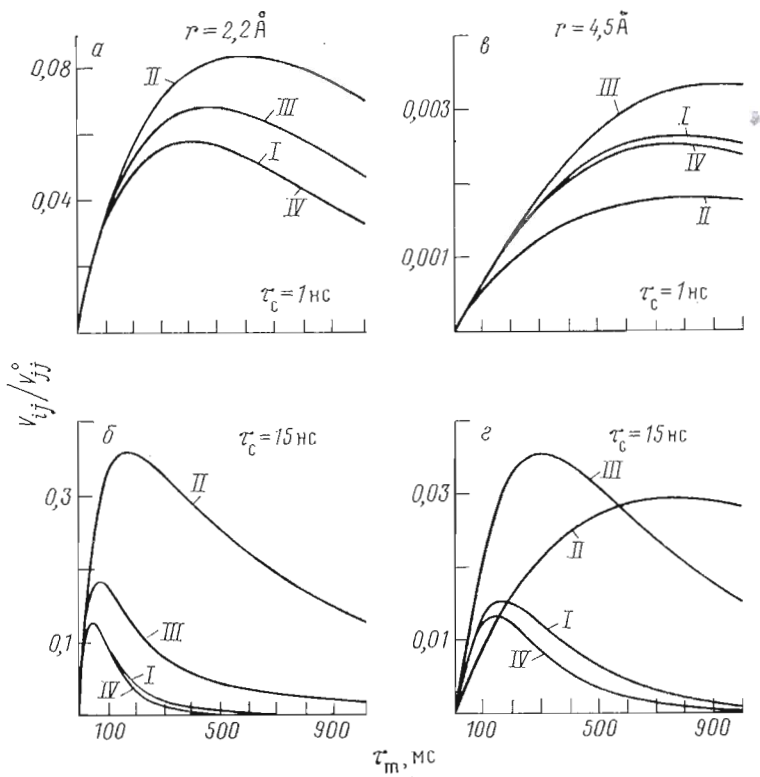 r = 2,2 Å
а
0,08
0,04
II
III
I
IV
τc = 1 нс
r = 4,5 Å
в
0,003
0,001
III
I
IV
II
τc = 1 нс
vij/v°jj
б
τc = 15 нс
0,3
0,1
II
III
I
IV
100 500 900
г
τc = 15 нс
0,03
0,01
III
II
I
IV
100 500 900
τm, мс